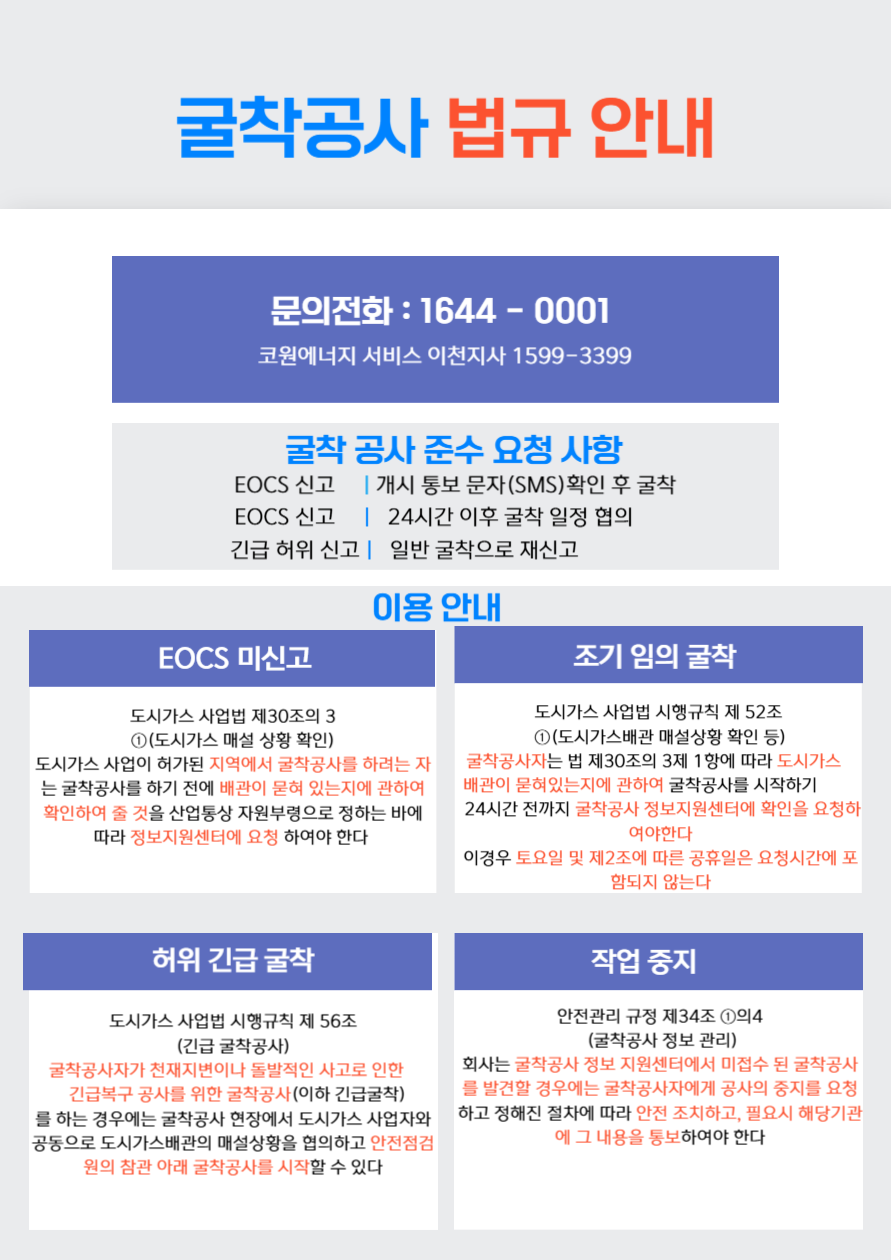 굴착공사 법규 안내
문의전화 : 1644 - 0001
코원에너지 서비스 이천지사 1599-3399
굴착 공사 준수 요청 사항
EOCS 신고 | 개시 통보 문자(SMS)확인 후 굴착
EOCS 신고 | 24시간 이후 굴착 일정 협의
긴급 허위 신고 | 일반 굴착으로 재신고
이용 안내
EOCS 미신고
도시가스 사업법 제30조의 3
①(도시가스 매설 상황 확인)
도시가스 사업이 허가된 지역에서 굴착공사를 하려는 자
는 굴착공사를 하기 전에 배관이 묻혀 있는지에 관하여
확인하여 줄 것을 산업통상 자원부령으로 정하는 바에
따라 정보지원센터에 요청 하여야 한다
조기 임의 굴착
도시가스 사업법 시행규칙 제 52조
①(도시가스배관 매설상황 확인 등)
굴착공사자는 법 제30조의 3제 1항에 따라 도시가스
배관이 묻혀있는지에 관하여 굴착공사를 시작하기
24시간 전까지 굴착공사 정보지원센터에 확인을 요청하
여야한다
이경우 토요일 및 제2조에 따른 공휴일은 요청시간에 포
함되지 않는다
허위 긴급 굴착
도시가스 사업법 시행규칙 제 56조
(긴급 굴착공사)
굴착공사자가 천재지변이나 돌발적인 사고로 인한
긴급복구 공사를 위한 굴착공사(이하 긴급굴착)
를 하는 경우에는 굴착공사 현장에서 도시가스 사업자와
공동으로 도시가스배관의 매설상황을 협의하고 안전점검
원의 참관 아래 굴착공사를 시작할 수 있다
작업 중지
안전관리 규정 제34조 ①의4
(굴착공사 정보 관리)
회사는 굴착공사 정보 지원센터에서 미접수 된 굴착공사
를 발견할 경우에는 굴착공사자에게 공사의 중지를 요청
하고 정해진 절차에 따라 안전 조치하고, 필요시 해당기관
에 그 내용을 통보하여야 한다